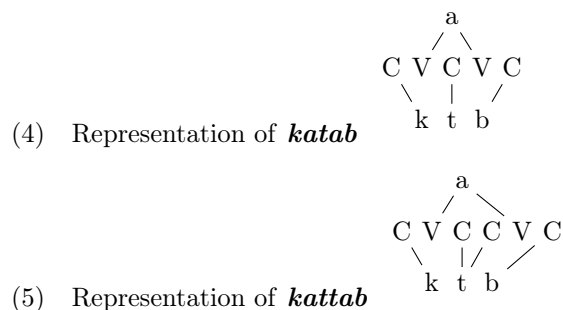 a
C V C V C
k t b
(4) Representation of katab
a
C V C C V C
k t b
(5) Representation of kattab